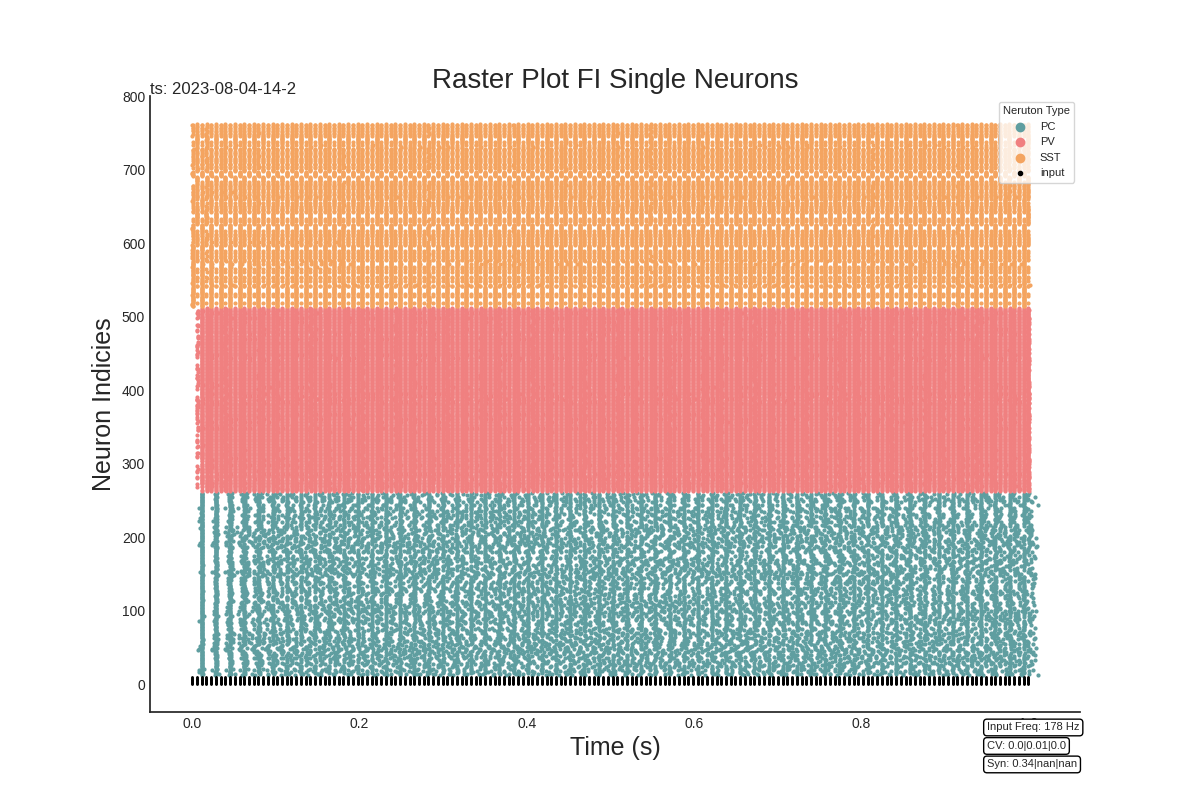 Raster Plot FI Single Neurons
ts: 2023-08-04-14-2
800
700
600
500
400
300
200
100
0
Neuron Indicies
Neruton Type
PC
PV
SST
input
0.0
0.2
0.4
0.6
0.8
Time (s)
Input Freq: 178 Hz
CV: 0.0|0.01|0.0
Syn: 0.34|nan|nan